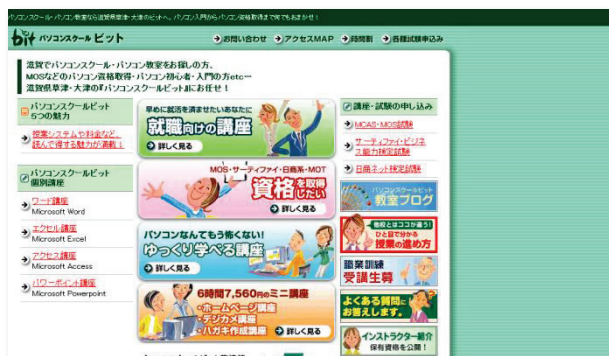 パソコンスクール・パソコン教室なら滋賀県草津・大津のビットへ。パソコン入門からパソコン資格取得まで何でもおまかせ！
bit パソコンスクール ビット
お問い合わせ アクセスMAP 時間割 各種試験申込み
滋賀でパソコンスクール・パソコン教室をお探しの方、
MOSなどのパソコン資格取得・パソコン初心者・入門の方etc…
滋賀県草津・大津の『パソコンスクールビット』にお任せ！
パソコンスクールビット
5つの魅力
授業システムや料金など、
読んで得する魅力が満載！
パソコンスクールビット
個別講座
ワード講座
Microsoft Word
エクセル講座
Microsoft Excel
アクセス講座
Microsoft Access
パワーポイント講座
Microsoft Powerpoint
早めに就活を済ませたいあなたに
就職向けの講座
詳しく見る
MOS・サーティファイ・日商系・MOT
資格を取得したい
詳しく見る
パソコンなんてもう怖くない!
ゆっくり学べる講座
詳しく見る
6時間7,560円のミニ講座
・ホームページ講座
・デジカメ講座
・ハガキ作成講座
詳しく見る
講座・試験の申し込み
MCAS・MOS試験
サーティファイ・ビジネ
ス能力検定試験
日商ネット検定試験
パソコンスクールビット
教室ブログ
他校とはココが違う!
ひと目で分かる
授業の進め方
職業訓練
受講生募
よくある質問に
お答えします。
インストラクター紹介
保有資格を公開！